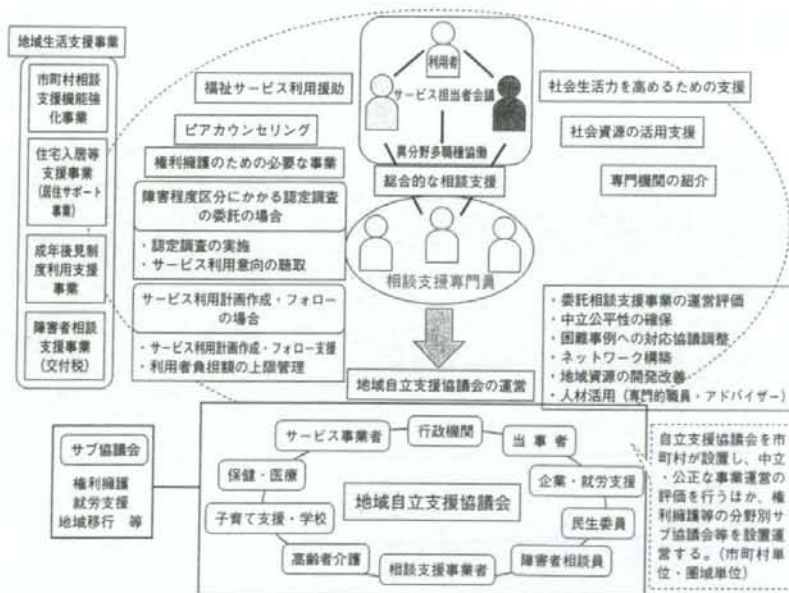 地域生活支援事業
市町村相談
支援機能強
化事業
住宅入居等
支援事業
(居住サポート
事業)
成年後見制
度利用支援
事業
障害者相談
支援事業
(交付税)
福祉サービス利用援助
ピアカウンセリング
権利擁護のための必要な事業
障害程度区分にかかる認定調査
の委託の場合
・認定調査の実施
・サービス利用意向の聴取
サービス利用計画作成・フォロー
の場合
・サービス利用計画作成・フォロー支援
・利用者負担額の上限管理
利用者
サービス担当者会議
異分野多職種協働
総合的な相談支援
相談支援専門員
地域自立支援協議会の運営
社会生活力を高めるための支援
社会資源の活用支援
専門機関の紹介
・委託相談支援事業の運営評価
・中立公平性の確保
・困難事例への対応協議調整
・ネットワーク構築
・地域資源の開発改善
・人材活用(専門的職員・アドバイザー)
サブ協議会
権利擁護
就労支援
地域移行 等
サービス事業者
行政機関
当事者
保健・医療
企業・就労支援
地域自立支援協議会
子育て支援・学校
民生委員
高齢者介護
相談支援事業者
障害者相談員
自立支援協議会を市
町村が設置し、中立
・公正な事業運営の
評価を行うほか、権
利擁護等の分野別サ
ブ協議会等を設置運
営する。(市町村単
位・圏域単位)